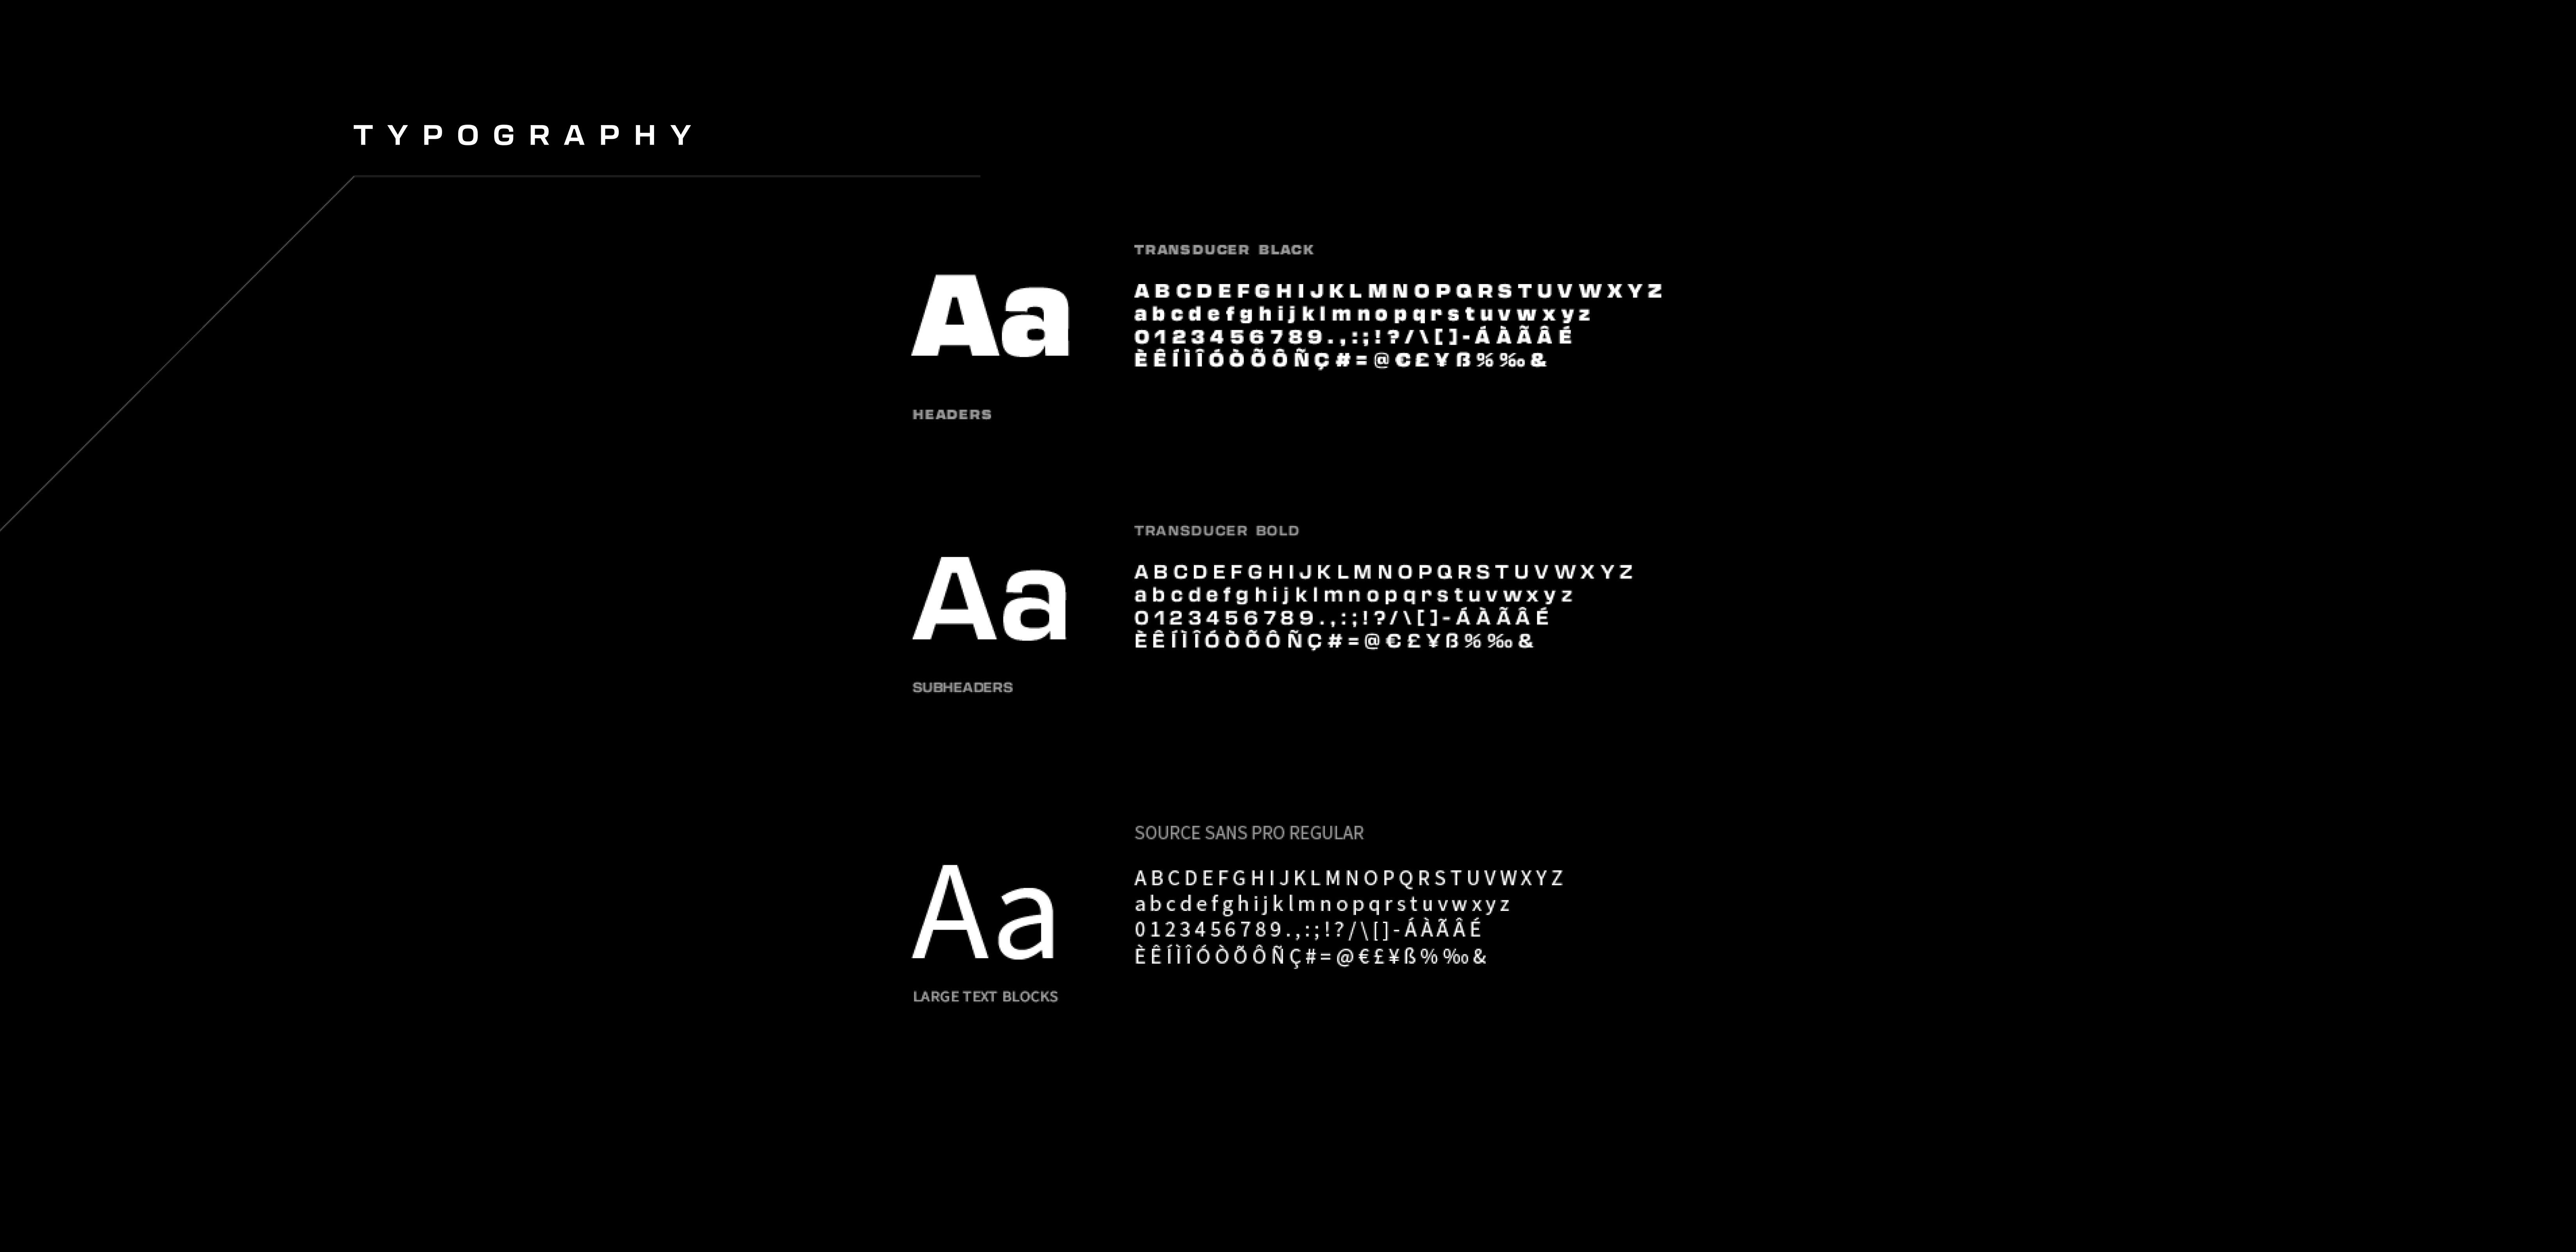 TYPOGRAPHY
TRANSDUCER BLACK
Aa
ABCDEFGHIJKLMNOPQRSTUVWXYZ
abcdefghijklmnopqrstuvwxyz
0123456789.,:;!?/\[]-ÁÀÃÂÉ
ÈÊÍÌÎÓÒÕÔÑÇ#=@€£¥ß%‰&
HEADERS
TRANSDUCER BOLD
Aa
ABCDEFGHIJKLMNOPQRSTUVWXYZ
abcdefghijklmnopqrstuvwxyz
0123456789.,:;!?/\[]-ÁÀÃÂÉ
ÈÊÍÌÎÓÒÕÔÑÇ#=@€£¥ß%‰&
SUBHEADERS
SOURCE SANS PRO REGULAR
Aa
ABCDEFGHIJKLMNOPQRSTUVWXYZ
abcdefghijklmnopqrstuvwxyz
0123456789.,:;!?/\[]-ÁÀÃÂÉ
ÈÊÍÌÎÓÒÕÔÑÇ#=@€£¥ß%‰&
LARGE TEXT BLOCKS